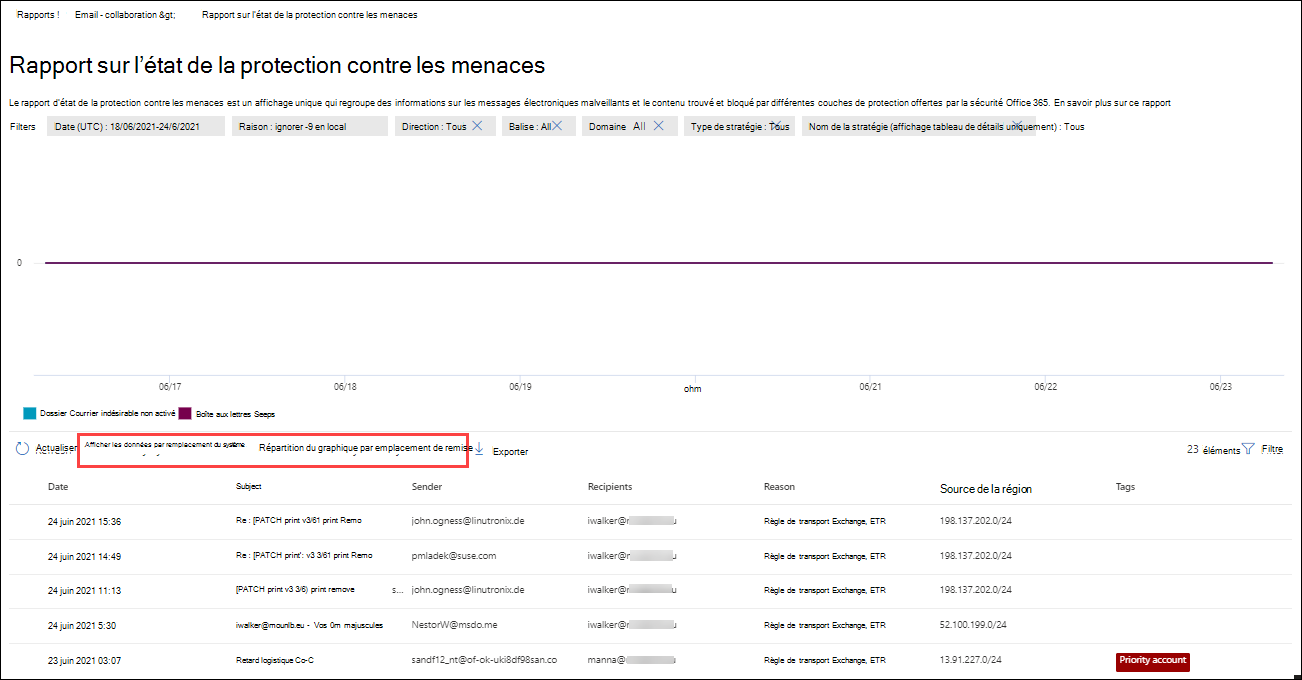 Rapports ! Email - collaboration &gt; Rapport sur l'état de la protection contre les menaces
Rapport sur l'état de la protection contre les menaces
Le rapport d'état de la protection contre les menaces est un affichage unique qui regroupe des informations sur les messages électroniques malveillants et le contenu trouvé et bloqué par différentes couches de protection offertes par la sécurité Office 365. En savoir plus sur ce rapport
Filters Date (UTC) : 18/06/2021-24/6/2021 Raison : ignorer -9 en local Direction : Tous Balise : All Domaine All Type de stratégie : Tous Nom de la stratégie (affichage tableau de détails uniquement) : Tous
0
06/17 06/18 06/19 ohm 06/21 06/22 06/23
Dossier Courrier indésirable non activé Boîte aux lettres Seeps
Actualiser Afficher les données par remplacement du système Répartition du graphique par emplacement de remise Exporter 23 éléments Filtre
Date Subject Sender Recipients Reason Source de la région Tags
24 juin 2021 15:36 Re : [PATCH print v3/61 print Remo john.ogness@linutronix.de iwalker@ Règle de transport Exchange, ETR 198.137.202.0/24
24 juin 2021 14:49 Re : [PATCH print': v3 3/61 print Remo pmladek@suse.com iwalker@ Règle de transport Exchange, ETR 198.137.202.0/24
24 juin 2021 11:13 [PATCH print v3 3/6) print remove s... john.ogness@linutronix.de iwalker@ Règle de transport Exchange, ETR 198.137.202.0/24
24 juin 2021 5:30 iwalker@mounlb.eu - Vos 0m majuscules NestorW@msdo.me iwalker@ Règle de transport Exchange, ETR 52.100.199.0/24
23 juin 2021 03:07 Retard logistique Co-C sandf12_nt@of-ok-uki8df98san.co manna@ Règle de transport Exchange, ETR 13.91.227.0/24 Priority account